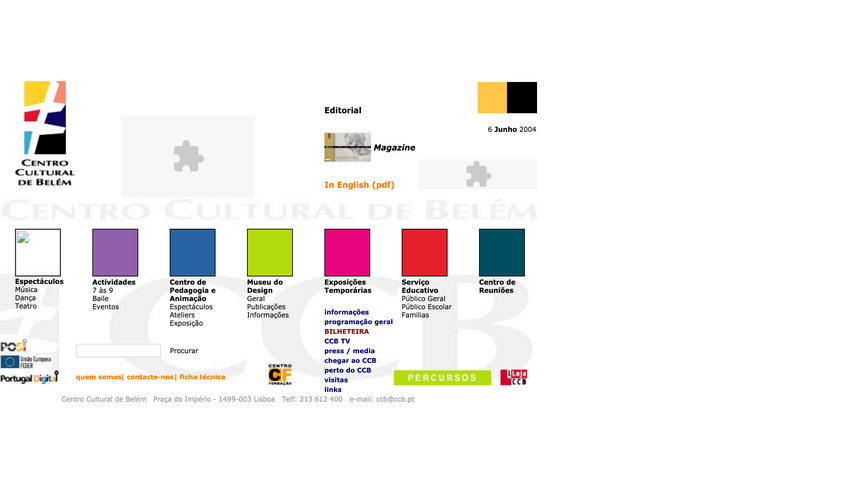 CENTRO
CULTURAL
DE BELÉM
Editorial
6 Junho 2004
Magazine
In English (pdf)
CENTRO CULTURAL DE BELÉM
Espectáculos
Música
Dança
Teatro
Actividades
7 às 9
Baile
Eventos
Centro de
Pedagogia e
Animação
Espectáculos
Ateliers
Exposição
Museu do
Design
Geral
Publicações
Informações
Exposições
Temporárias
Serviço
Educativo
Público Geral
Público Escolar
Familias
Centro de
Reuniões
CCB
informações
programação geral
BILHETEIRA
CCB TV
press / media
chegar ao CCB
perto do CCB
visitas
links
Procurar
POSI
União Europeia
FEDER
Portugal Digital
quem somos| contacte-nos| ficha técnica
CENTRO
CF
FORMAÇÃO
PERCURSOS
LOJA
CCB
Centro Cultural de Belém Praça do Império - 1499-003 Lisboa Telf: 213 612 400 e-mail: ccb@ccb.pt